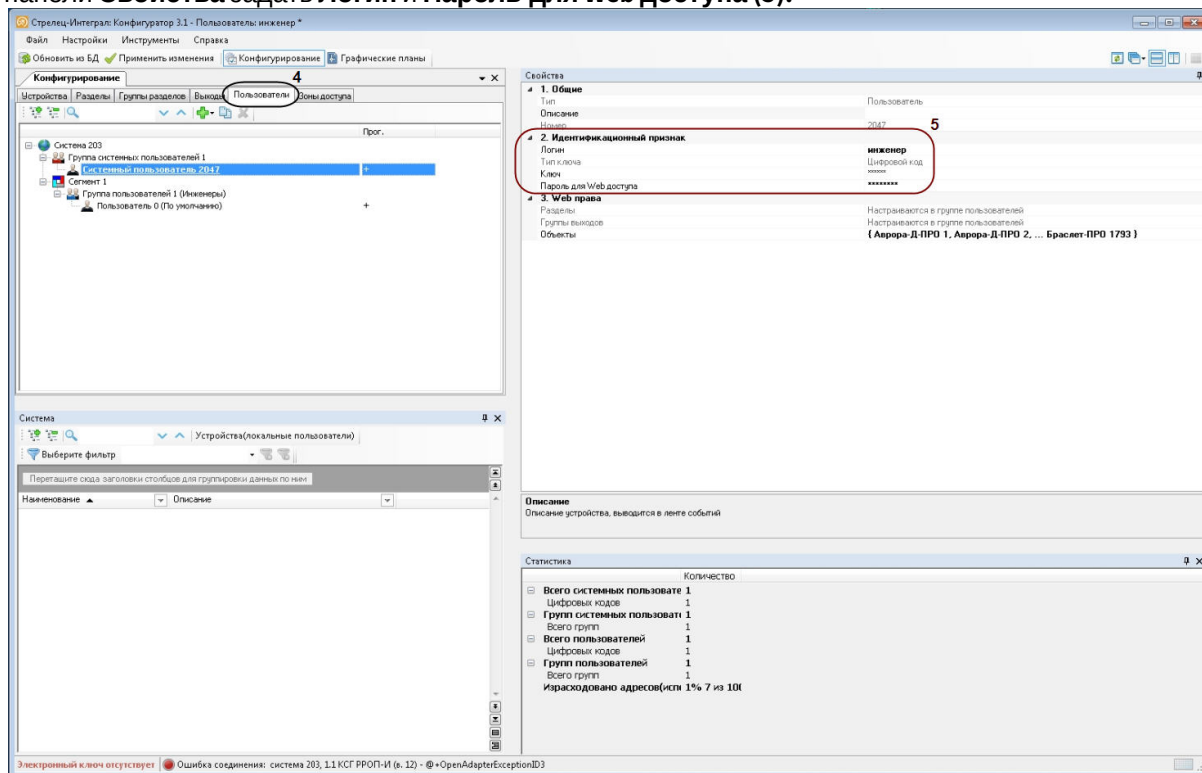 панели Свойства задать Логин и Пароль для Web доступа (5).
Стрелец-Интеграл: Конфигуратор 3.1 - Пользователь: инженер *
Файл Настройки Инструменты Справка
Обновить из БД Применить изменения Конфигурирование Графические планы
Конфигурирование
4
Устройства Разделы Группы разделов Выходы Пользователи Зоны доступа
Прог.
Система 203
Группа системных пользователей 1
Системный пользователь 2047 +
Сегмент 1
Группа пользователей 1 (Инженеры)
Пользователь 0 (По умолчанию) +
Свойства
1. Общие
Тип Пользователь
Описание
Номер 2047
5
2. Идентификационный признак
Логин инженер
Тип ключа Цифровой код
Ключ ******
Пароль для Web доступа ********
3. Web права
Разделы Настраиваются в группе пользователей
Группы выходов Настраиваются в группе пользователей
Объекты { Аврора-Д-ПРО 1, Аврора-Д-ПРО 2, ... Браслет-ПРО 1793 }
Система
Устройства(локальные пользователи)
Выберите фильтр
Перетащите сюда заголовки столбцов для группировки данных по ним
Наименование Описание
Описание
Описание устройства, выводится в ленте событий
Статистика
Количество
Всего системных пользовате 1
Цифровых кодов 1
Групп системных пользоват 1
Всего групп 1
Всего пользователей 1
Цифровых кодов 1
Групп пользователей 1
Всего групп 1
Израсходовано адресов(исп 1% 7 из 10
Электронный ключ отсутствует Ошибка соединения: система 203, 1.1 КСГ РРОП-И (в. 12) - @+OpenAdapterExceptionID3